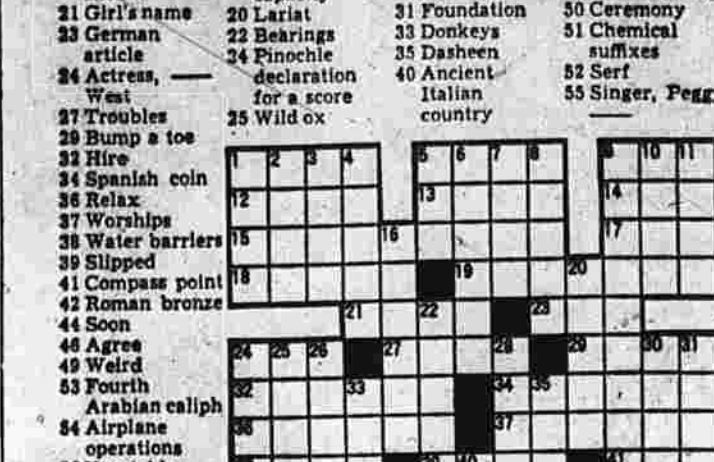 21 Girl's name
23 German
article
24 Actress, —
West
27 Troubles
29 Bump a toe
32 Hire
34 Spanish coin
36 Relax
37 Worships
38 Water barriers
39 Slipped
41 Compass point
42 Roman bronze
44 Soon
46 Agree
49 Weird
53 Fourth
Arabian caliph
54 Airplane
operations
20 Lariat
22 Bearings
24 Pinochle
declaration
for a score
25 Wild ox
31 Foundation
33 Donkeys
35 Dasheen
40 Ancient
Italian
country
50 Ceremony
51 Chemical
suffixes
52 Serf
55 Singer, Pegg
—
1 2 3 4 5 6 7 8 9 10 11
12 13 14
15 16 17
18 19 20
21 22 23
24 25 26 27 28 29 30 31
32 33 34 35
36 37
39 40 41